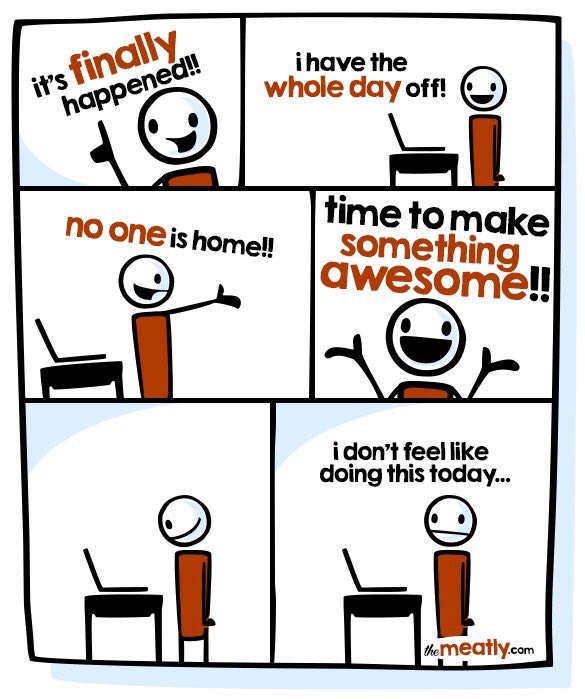 it's finally
happened!!
i have the
whole day off!
no one is home!!
time to make
something
awesome!!
i don't feel like
doing this today...
themeatly.com